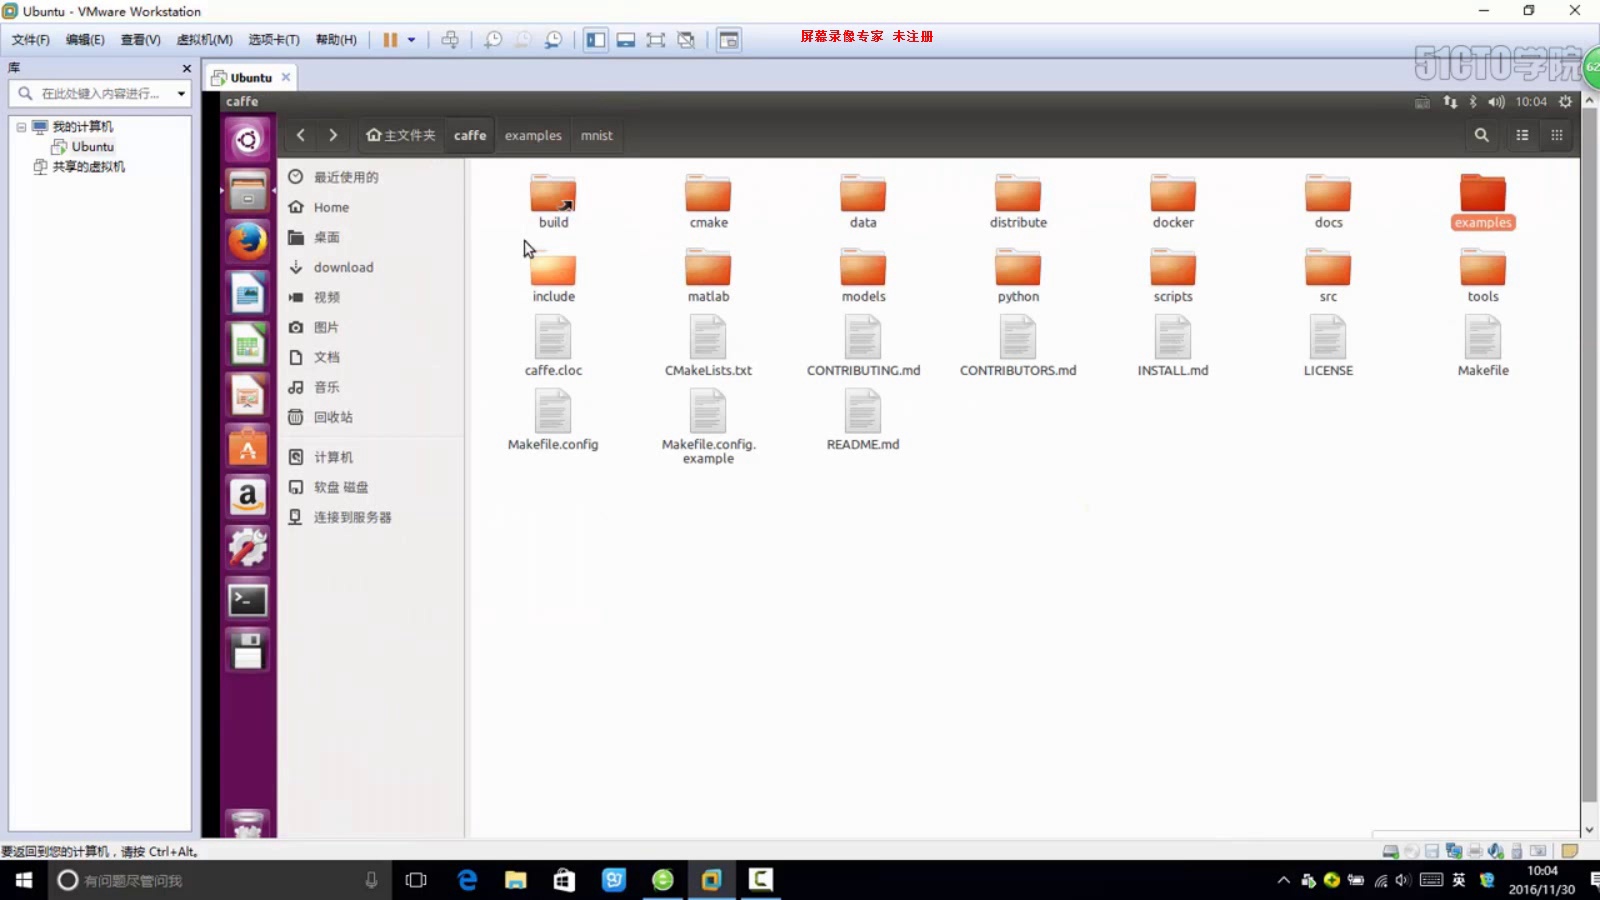 Ubuntu - VMware Workstation
文件(F) 编辑(E) 查看(V) 虚拟机(M) 选项卡(T) 帮助(H)
屏幕录像专家 未注册
51CTO学院
62
库
Ubuntu
在此处键入内容进行...
我的计算机
Ubuntu
共享的虚拟机
caffe
10:04
主文件夹 caffe examples mnist
最近使用的
Home
桌面
download
视频
图片
文档
音乐
回收站
计算机
软盘 磁盘
连接到服务器
build cmake data distribute docker docs examples
include matlab models python scripts src tools
caffe.cloc CMakeLists.txt CONTRIBUTING.md CONTRIBUTORS.md INSTALL.md LICENSE Makefile
Makefile.config Makefile.config. README.md
example
要返回到您的计算机，请按 Ctrl+Alt。
有问题尽管问我
英
10:04
2016/11/30